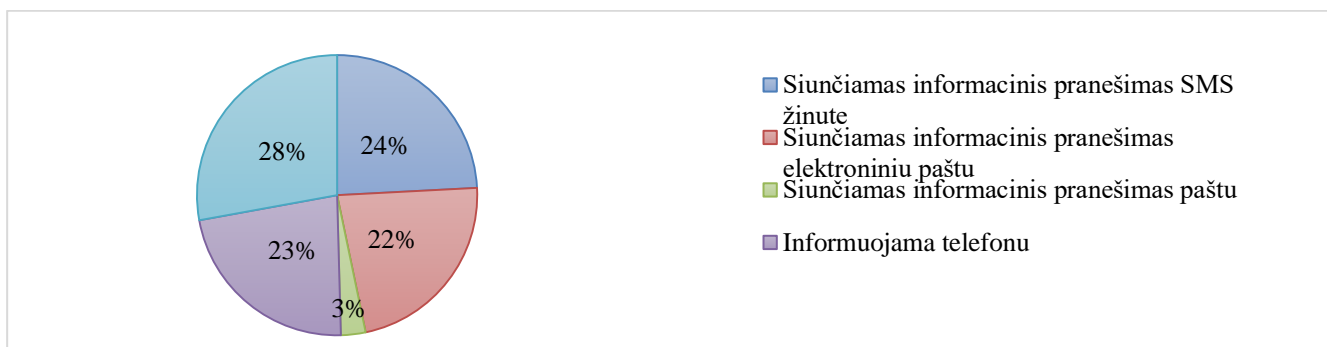 28%
24%
23%
22%
3%
Siunčiamas informacinis pranešimas SMS
žinute
Siunčiamas informacinis pranešimas
elektroniniu paštu
Siunčiamas informacinis pranešimas paštu
Informuojama telefonu